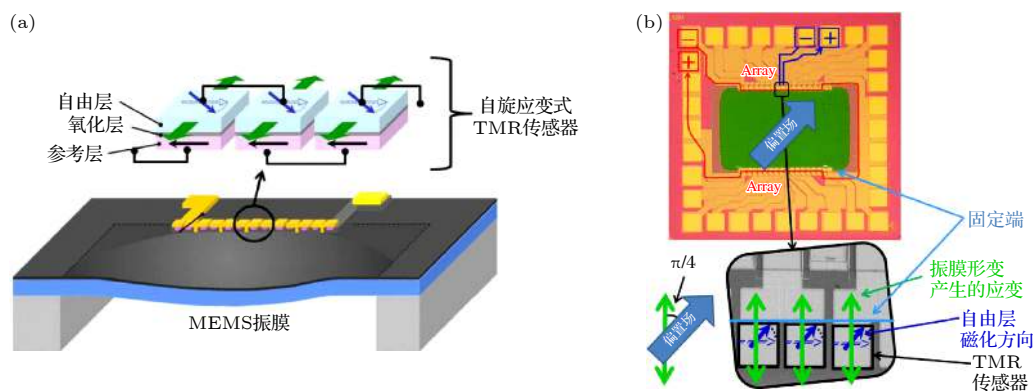 (a)
自由层
氧化层
参考层
自旋应变式
TMR传感器
MEMS振膜
(b)
−
+
−
+
Array
偏置场
Array
固定端
π/4
偏置场
振膜形变
产生的应变
自由层
磁化方向
TMR
传感器